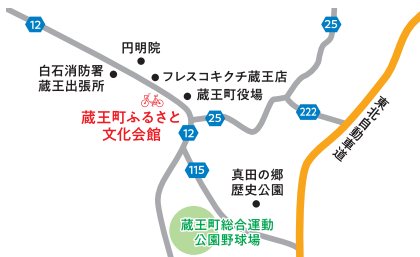 12
25
円明院
白石消防署
蔵王出張所
フレスコキクチ蔵王店
蔵王町役場
蔵王町ふるさと
文化会館
12
25
222
東北自動車道
115
真田の郷
歴史公園
蔵王町総合運動
公園野球場